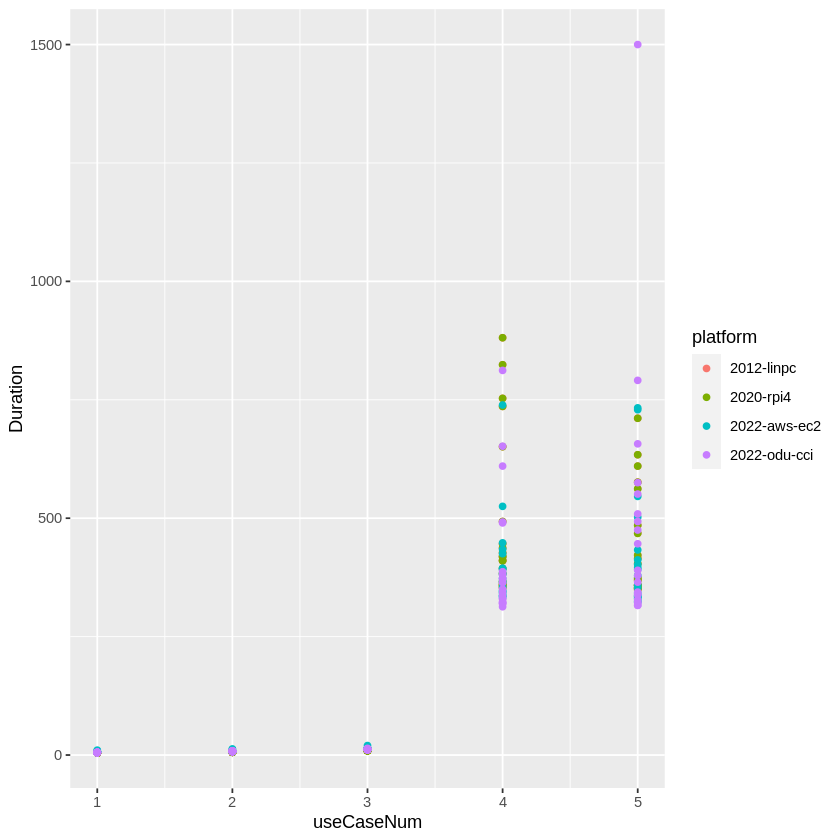 1500
1000
500
0
Duration
1
2
3
4
5
useCaseNum
platform
2012-linpc
2020-rpi4
2022-aws-ec2
2022-odu-cci